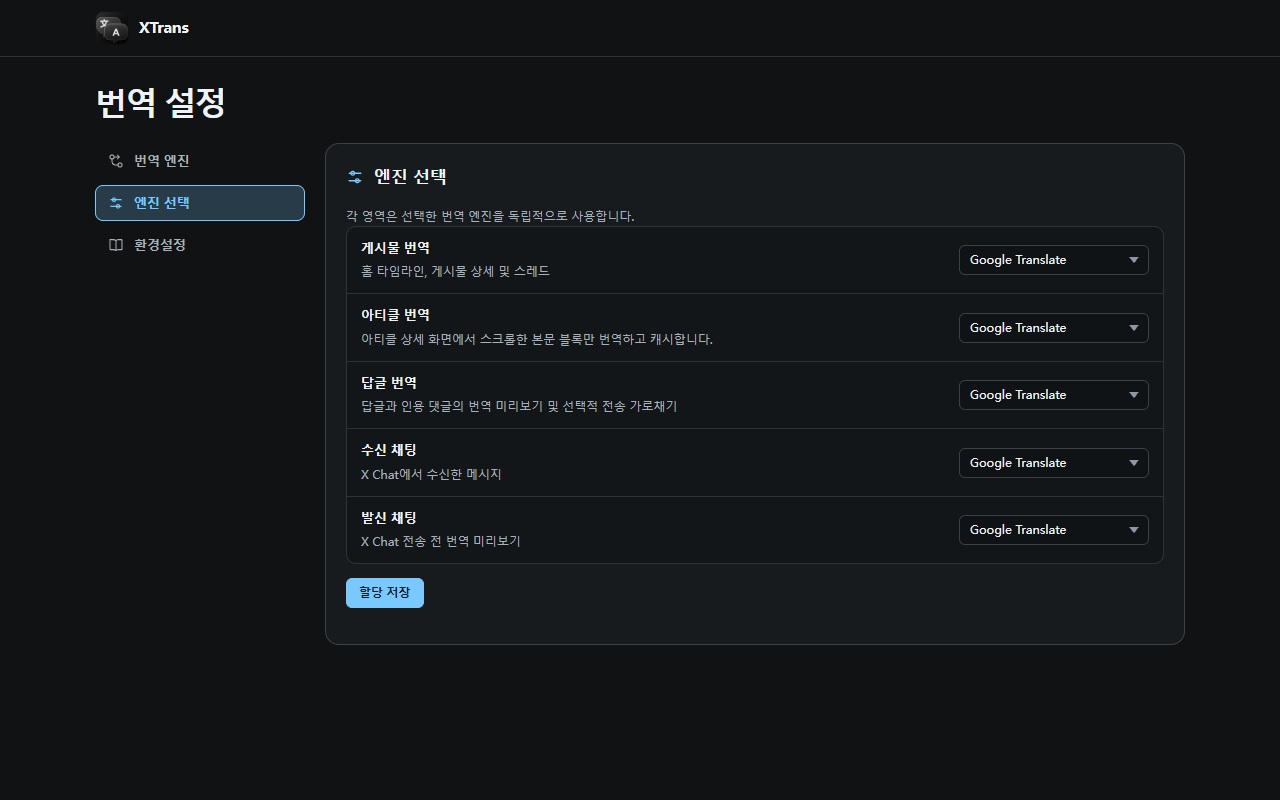 XTrans
번역 설정
번역 엔진
엔진 선택
환경설정
엔진 선택
각 영역은 선택한 번역 엔진을 독립적으로 사용합니다.
게시물 번역
홈 타임라인, 게시물 상세 및 스레드
Google Translate
아티클 번역
아티클 상세 화면에서 스크롤한 본문 블록만 번역하고 캐시합니다.
Google Translate
답글 번역
답글과 인용 댓글의 번역 미리보기 및 선택적 전송 가로채기
Google Translate
수신 채팅
X Chat에서 수신한 메시지
Google Translate
발신 채팅
X Chat 전송 전 번역 미리보기
Google Translate
할당 저장